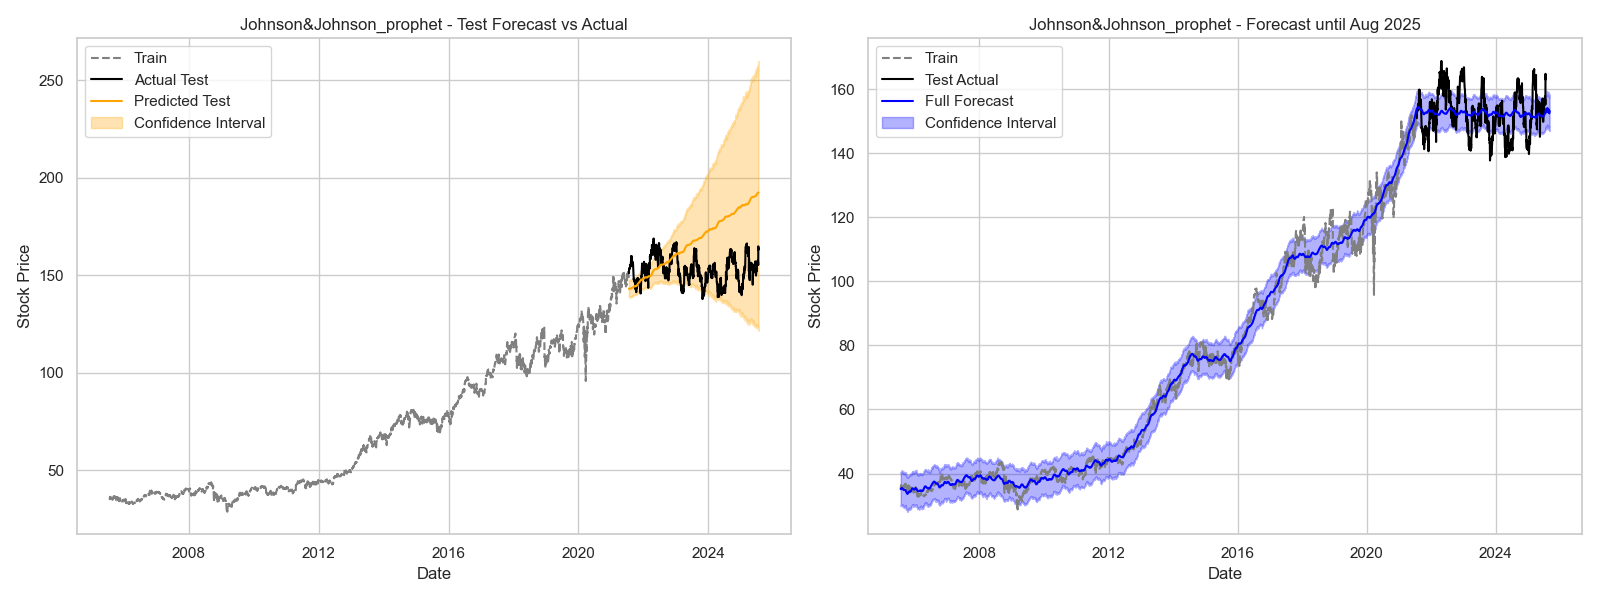 Johnson&Johnson_prophet - Test Forecast vs Actual
Train
Actual Test
Predicted Test
Confidence Interval
250
200
150
100
50
Stock Price
2008
2012
2016
2020
2024
Date
Johnson&Johnson_prophet - Forecast until Aug 2025
Train
Test Actual
Full Forecast
Confidence Interval
160
140
120
100
80
60
40
Stock Price
2008
2012
2016
2020
2024
Date